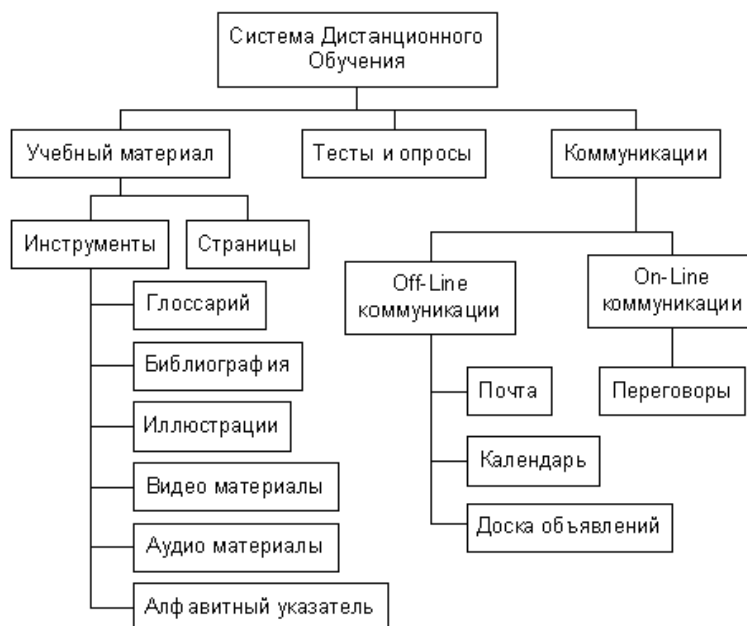 Система Дистанционного
Обучения
Учебный материал
Тесты и опросы
Коммуникации
Инструменты
Страницы
Off-Line
коммуникации
On-Line
коммуникации
Глоссарий
Библиография
Иллюстрации
Видео материалы
Аудио материалы
Алфавитный указатель
Почта
Календарь
Доска объявлений
Переговоры